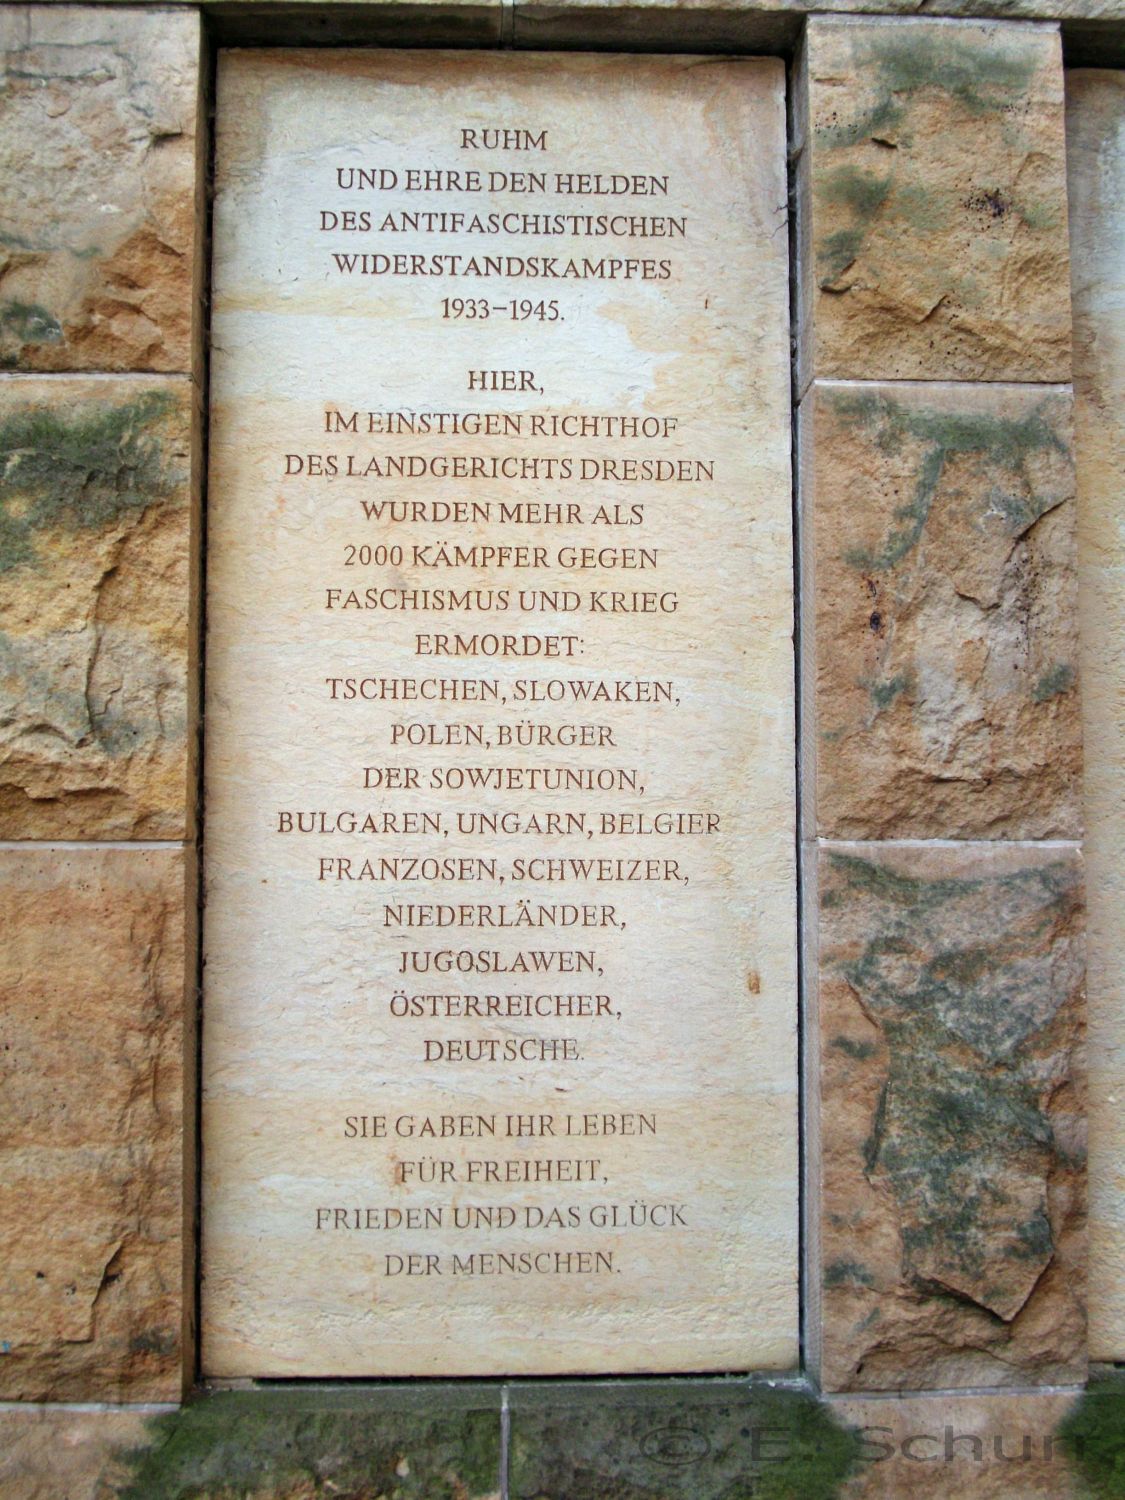 RUHM
UND EHRE DEN HELDEN
DES ANTIFASCHISTISCHEN
WIDERSTANDSKAMPFES
1933–1945.
HIER,
IM EINSTIGEN RICHTHOF
DES LANDGERICHTS DRESDEN
WURDEN MEHR ALS
2000 KÄMPFER GEGEN
FASCHISMUS UND KRIEG
ERMORDET:
TSCHECHEN, SLOWAKEN,
POLEN, BÜRGER
DER SOWJETUNION,
BULGAREN, UNGARN, BELGIER
FRANZOSEN, SCHWEIZER,
NIEDERLÄNDER,
JUGOSLAWEN,
ÖSTERREICHER,
DEUTSCHE.
SIE GABEN IHR LEBEN
FÜR FREIHEIT,
FRIEDEN UND DAS GLÜCK
DER MENSCHEN.
© E. Schurr